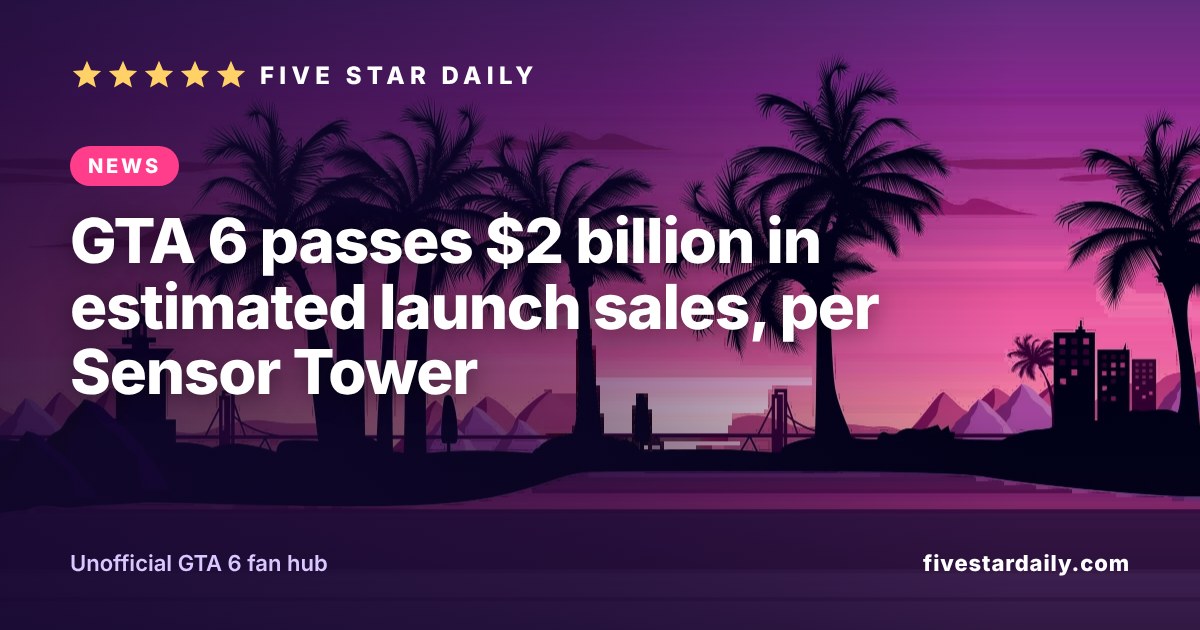 FIVE STAR DAILY
NEWS
GTA 6 passes $2 billion in
estimated launch sales, per
Sensor Tower
Unofficial GTA 6 fan hub
fivestardaily.com